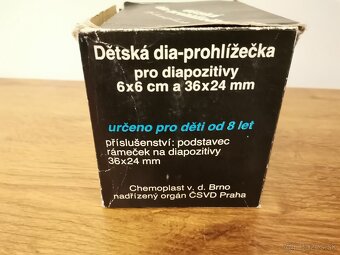 Dětská dia-prohlížečka
pro diapozitivy
6x6 cm a 36x24 mm
určeno pro děti od 8 let
příslušenství: podstavec
rámeček na diapozitivy
36x24 mm
Chemoplast v. d. Brno
nadřízený orgán ČSVD Praha